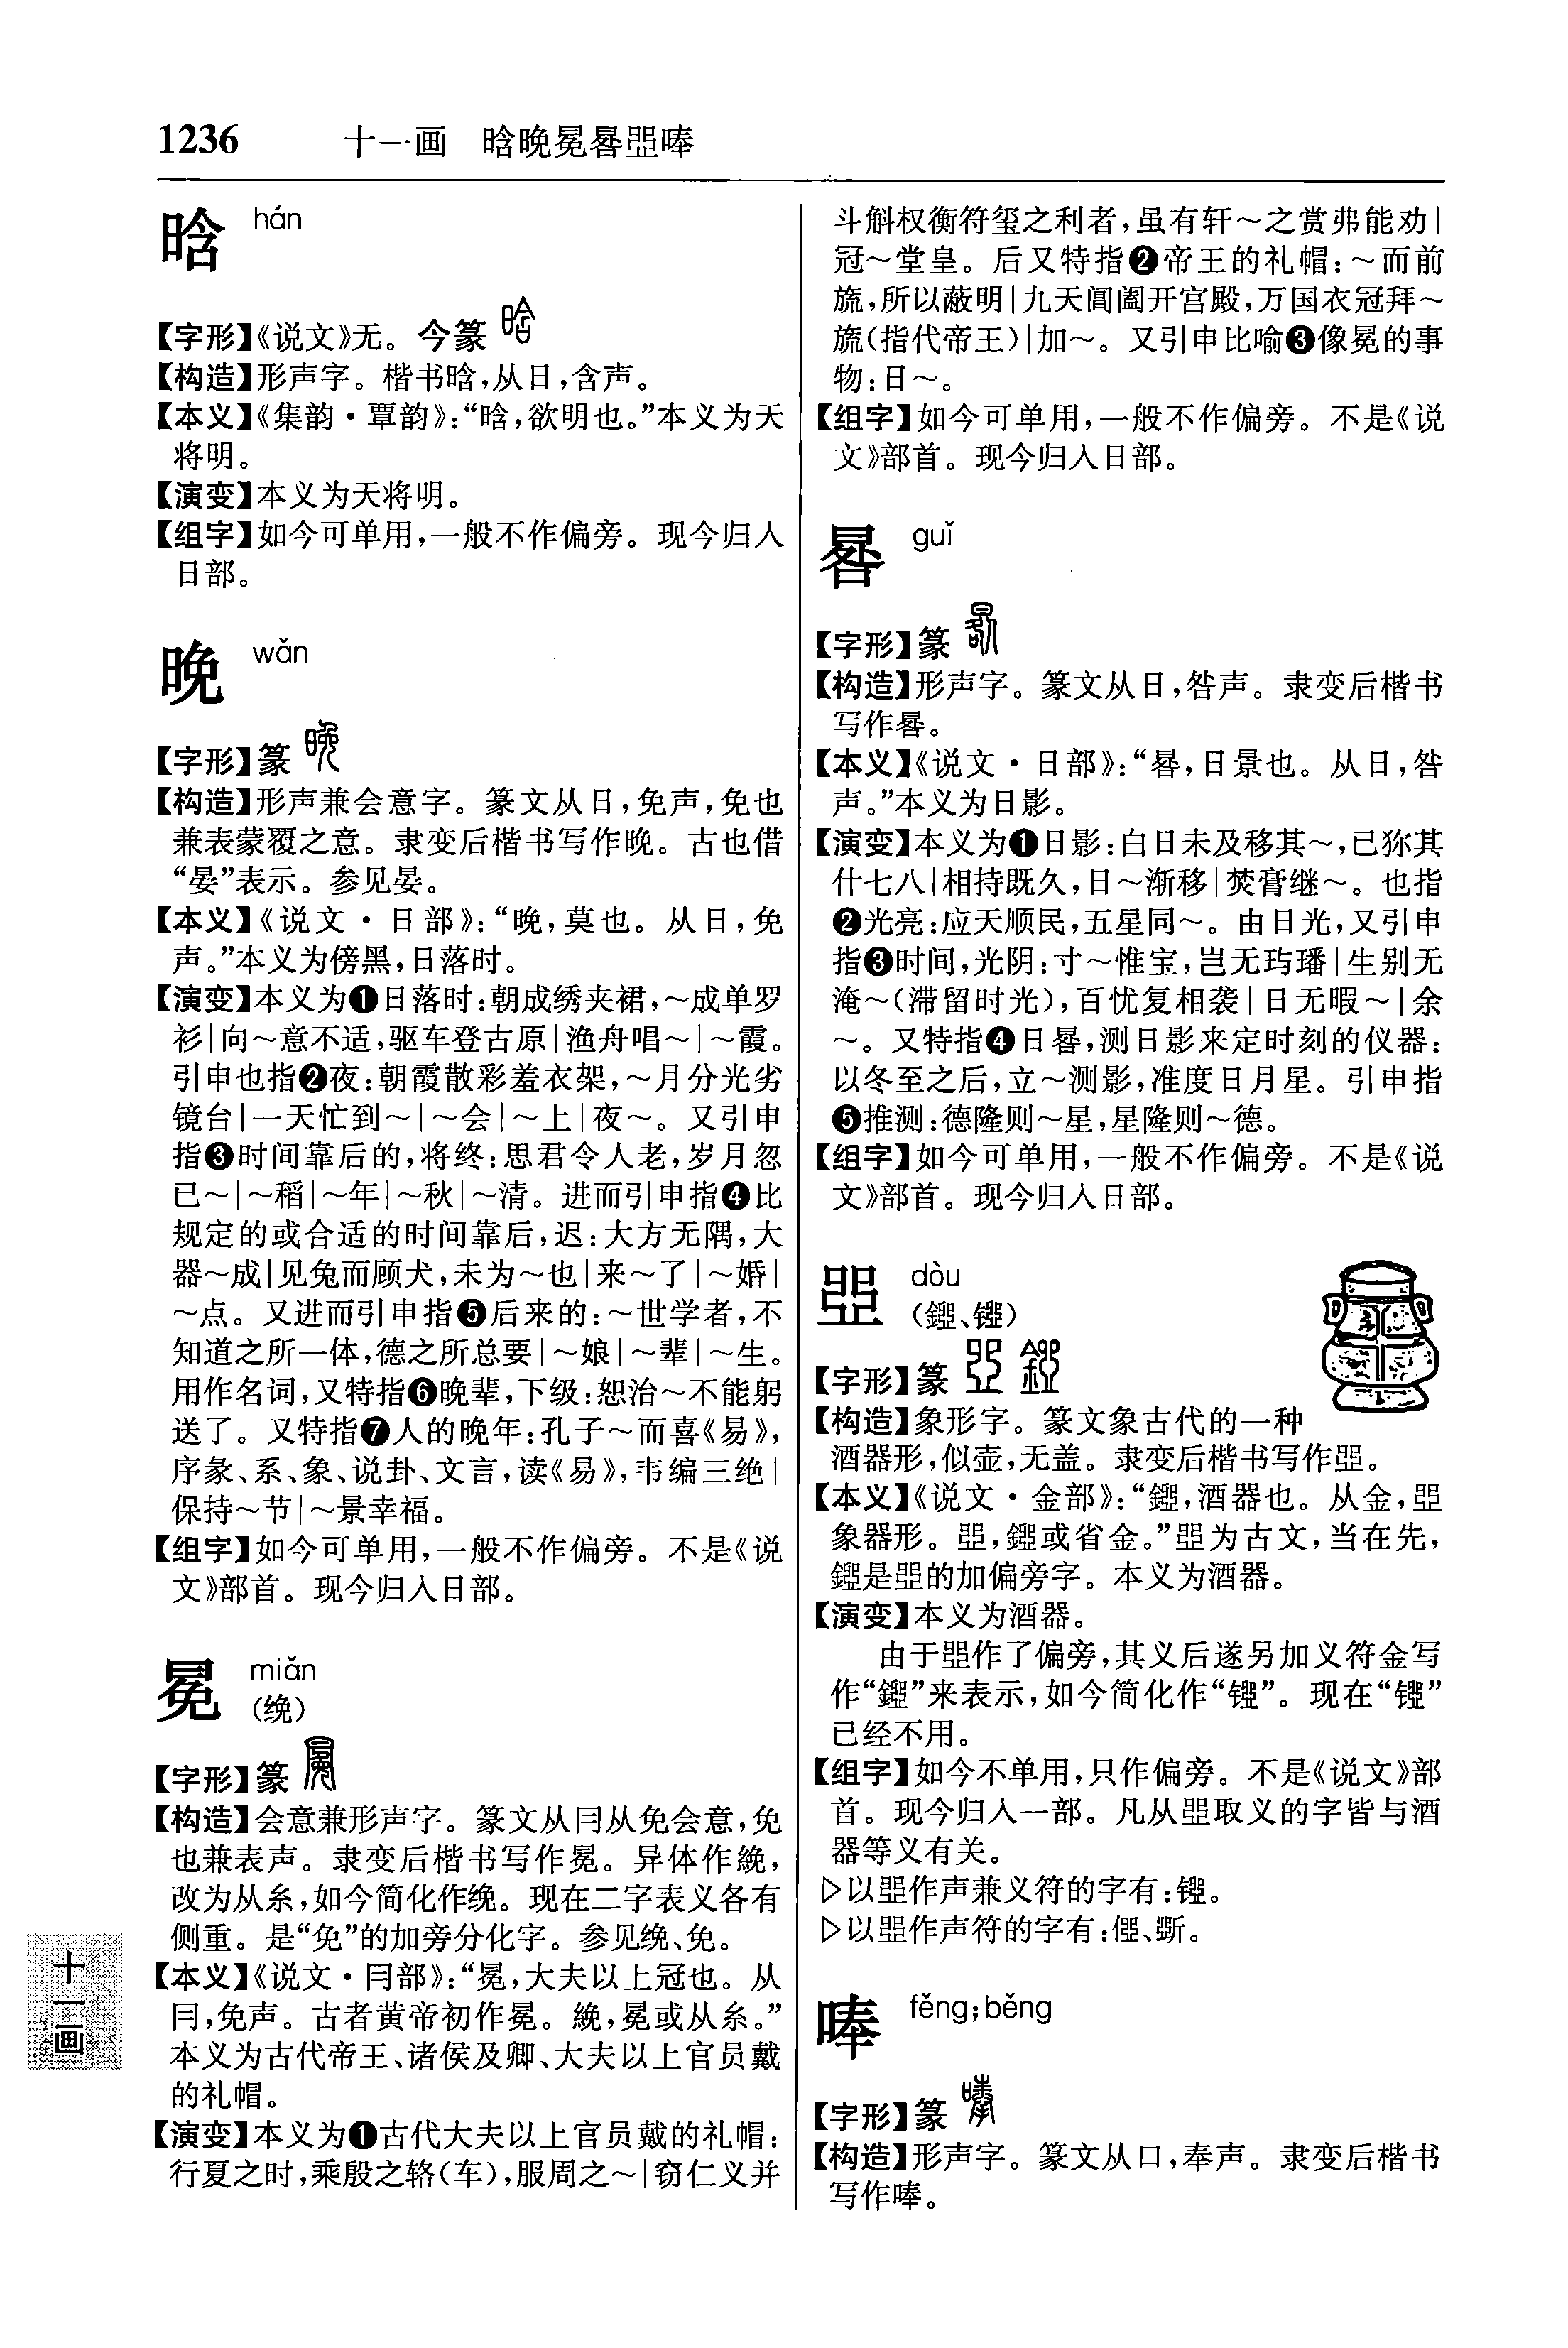 1236 十一画 晗晚冕晷㖣唪
晗 hán
【字形】《说文》无。今篆
【构造】形声字。楷书晗,从日,含声。
【本义】《集韵·覃韵》:“晗,欲明也。”本义为天
将明。
【演变】本义为天将明。
【组字】如今可单用,一般不作偏旁。现今归入
日部。
晚 wǎn
【字形】篆
【构造】形声兼会意字。篆文从日,免声,免也
兼表蒙覆之意。隶变后楷书写作晚。古也借
“晏”表示。参见晏。
【本义】《说文·日部》:“晚,莫也。从日,免
声。”本义为傍黑,日落时。
【演变】本义为❶日落时:朝成绣夹裙,～成单罗
衫|向～意不适,驱车登古原|渔舟唱～|～霞。
引申也指❷夜:朝霞散彩羞衣架,～月分光劣
镜台|一天忙到～|～会|～上|夜～。又引申
指❸时间靠后的,将终:思君令人老,岁月忽
已～|～稻|～年|～秋|～清。进而引申指❹比
规定的或合适的时间靠后,迟:大方无隅,大
器～成|见兔而顾犬,未为～也|来～了|～婚|
～点。又进而引申指❺后来的:～世学者,不
知道之所一体,德之所总要|～娘|～辈|～生。
用作名词,又特指❻晚辈,下级:恕治～不能躬
送了。又特指❼人的晚年:孔子～而喜《易》,
序彖、系、象、说卦、文言,读《易》,韦编三绝|
保持～节|～景幸福。
【组字】如今可单用,一般不作偏旁。不是《说
文》部首。现今归入日部。
冕 miǎn
(绝)
【字形】篆
【构造】会意兼形声字。篆文从冃从免会意,免
也兼表声。隶变后楷书写作冕。异体作絻,
改为从糸,如今简化作𰬸。现在二字表义各有
侧重。是“免”的加旁分化字。参见𰬸、免。
【本义】《说文·冃部》:“冕,大夫以上冠也。从
冃,免声。古者黄帝初作冕。絻,冕或从糸。”
本义为古代帝王、诸侯及卿、大夫以上官员戴
的礼帽。
【演变】本义为❶古代大夫以上官员戴的礼帽:
行夏之时,乘殷之辂(车),服周之～|窃仁义并
斗斛权衡符玺之利者,虽有轩～之赏弗能劝|
冠～堂皇。后又特指❷帝王的礼帽:～而前
旒,所以蔽明|九天阊阖开宫殿,万国衣冠拜～
旒(指代帝王)|加～。又引申比喻❸像冕的事
物:日～。
【组字】如今可单用,一般不作偏旁。不是《说
文》部首。现今归入日部。
晷 guǐ
【字形】篆
【构造】形声字。篆文从日,咎声。隶变后楷书
写作晷。
【本义】《说文·日部》:“晷,日景也。从日,咎
声。”本义为日影。
【演变】本义为❶日影:白日未及移其～,已狝其
什七八|相持既久,日～渐移|焚膏继～。也指
❷光亮:应天顺民,五星同～。由日光,又引申
指❸时间,光阴:寸～惟宝,岂无玙璠|生别无
淹～(滞留时光),百忧复相袭|日无暇～|余
～。又特指❹日晷,测日影来定时刻的仪器:
以冬至之后,立～测影,准度日月星。引申指
❺推测:德隆则～星,星隆则～德。
【组字】如今可单用,一般不作偏旁。不是《说
文》部首。现今归入日部。
dòu
【字形】篆
【构造】象形字。篆文象古代的一种
酒器形,似壶,无盖。隶变后楷书写作。
【本义】《说文·金部》:“鋀,酒器也。从金,
象器形。,或省金。”为古文,当在先,
是的加偏旁字。本义为酒器。
【演变】本义为酒器。
由于作了偏旁,其义后遂另加义符金写
作“”来表示,如今简化作“”。现在“”
已经不用。
【组字】如今不单用,只作偏旁。不是《说文》部
首。现今归入一部。凡从取义的字皆与酒
器等义有关。
▷以作声兼义符的字有:。
▷以作声符的字有:、斲。
唪 fěng;běng
【字形】篆
【构造】形声字。篆文从口,奉声。隶变后楷书
写作唪。
十一画